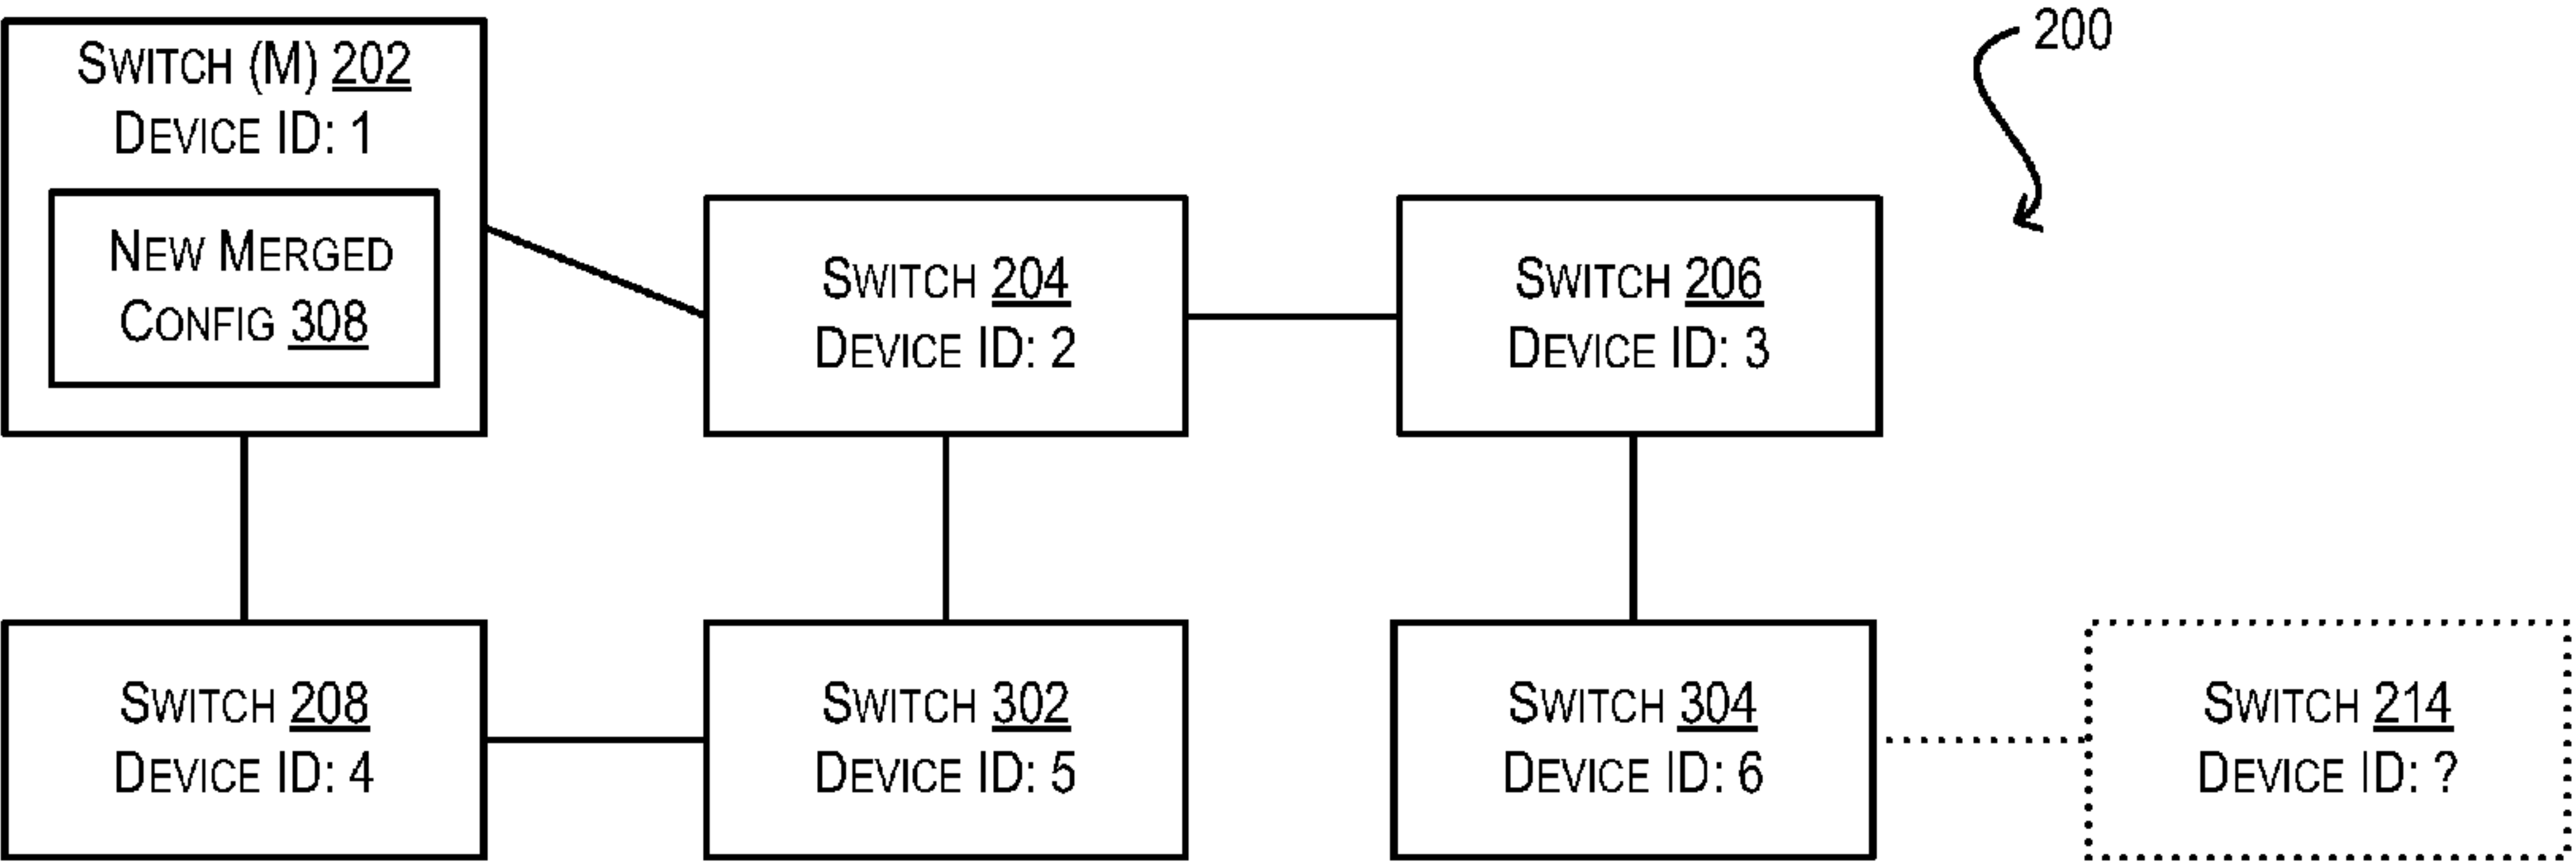 200
SWITCH (M) 202
DEVICE ID: 1
NEW MERGED
CONFIG 308
SWITCH 204
DEVICE ID: 2
SWITCH 206
DEVICE ID: 3
SWITCH 208
DEVICE ID: 4
SWITCH 302
DEVICE ID: 5
SWITCH 304
DEVICE ID: 6
SWITCH 214
DEVICE ID: ?